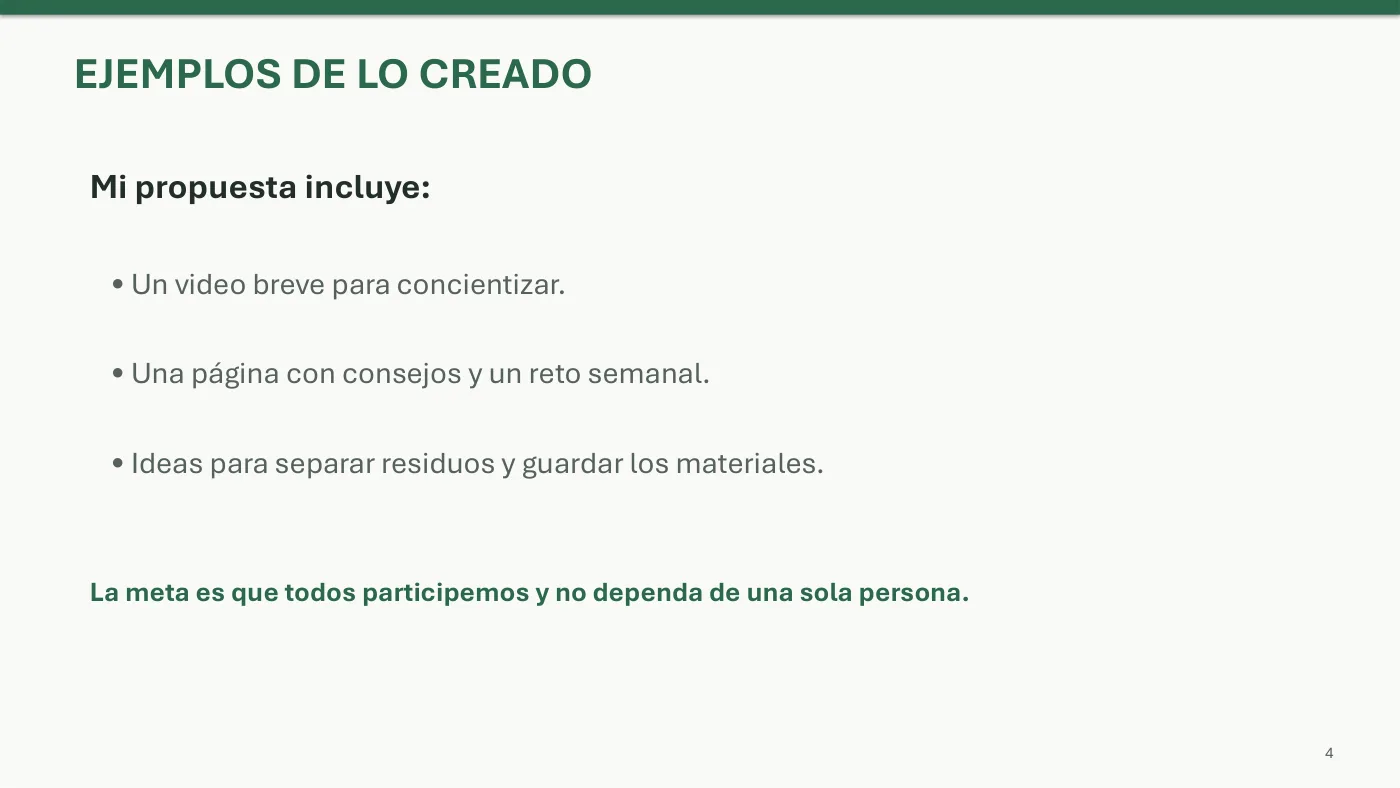 EJEMPLOS DE LO CREADO
Mi propuesta incluye:
• Un video breve para concientizar.
• Una página con consejos y un reto semanal.
• Ideas para separar residuos y guardar los materiales.
La meta es que todos participemos y no dependa de una sola persona.
4